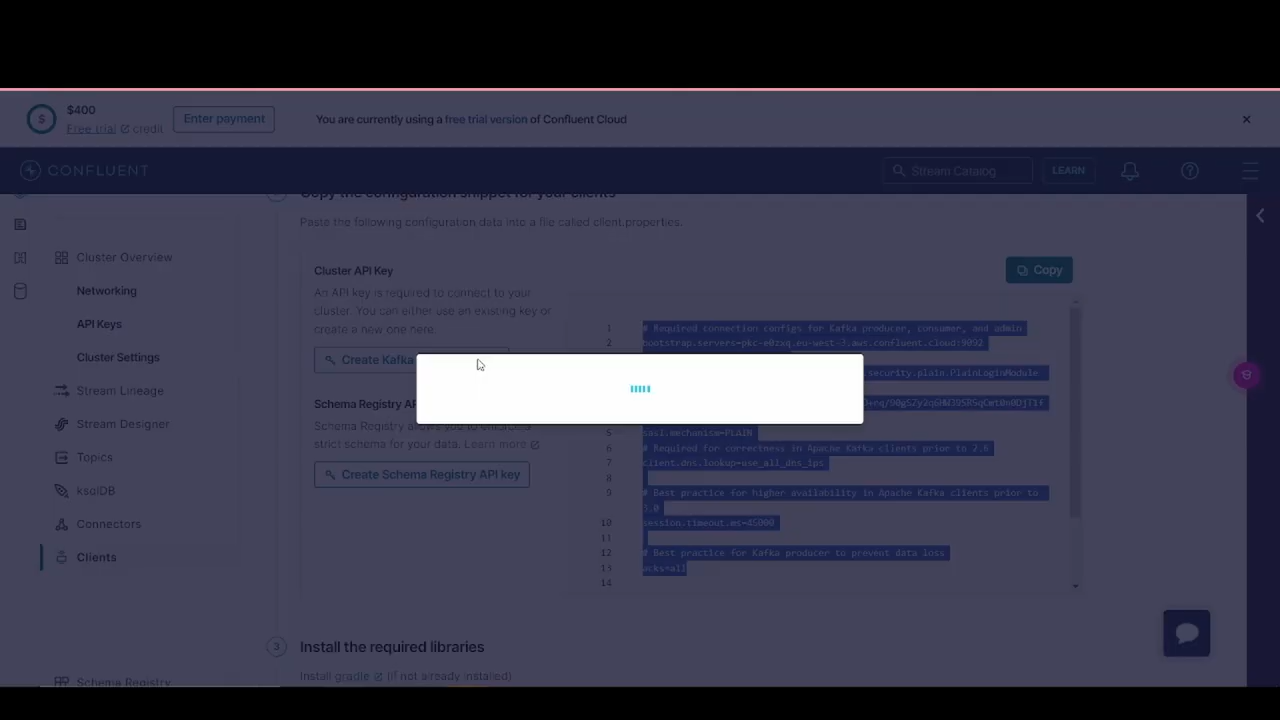 $400
Free trial credit
Enter payment
You are currently using a free trial version of Confluent Cloud
CONFLUENT
Stream Catalog
LEARN
Copy the configuration snippet for your clients
Paste the following configuration data into a file called client.properties.
Cluster Overview
Networking
API Keys
Cluster Settings
Stream Lineage
Stream Designer
Topics
ksqlDB
Connectors
Clients
Schema Registry
Cluster API Key
An API key is required to connect to your
cluster. You can either use an existing key or
create a new one here.
Create Kafka
Schema Registry AP
Schema Registry allows you to enforce a
strict schema for your data. Learn more
Create Schema Registry API key
Copy
1 # Required connection configs for Kafka producer, consumer, and admin
2 bootstrap.servers=pkc-e0zxq.eu-west-3.aws.confluent.cloud:9092
.security.plain.PlainLoginModule
5 sasl.mechanism=PLAIN
6 # Required for correctness in Apache Kafka clients prior to 2.6
7 client.dns.lookup=use_all_dns_ips
8
9 # Best practice for higher availability in Apache Kafka clients prior to
3.0
10 session.timeout.ms=45000
11
12 # Best practice for Kafka producer to prevent data loss
13 acks=all
14
3 Install the required libraries
Install gradle (if not already installed)